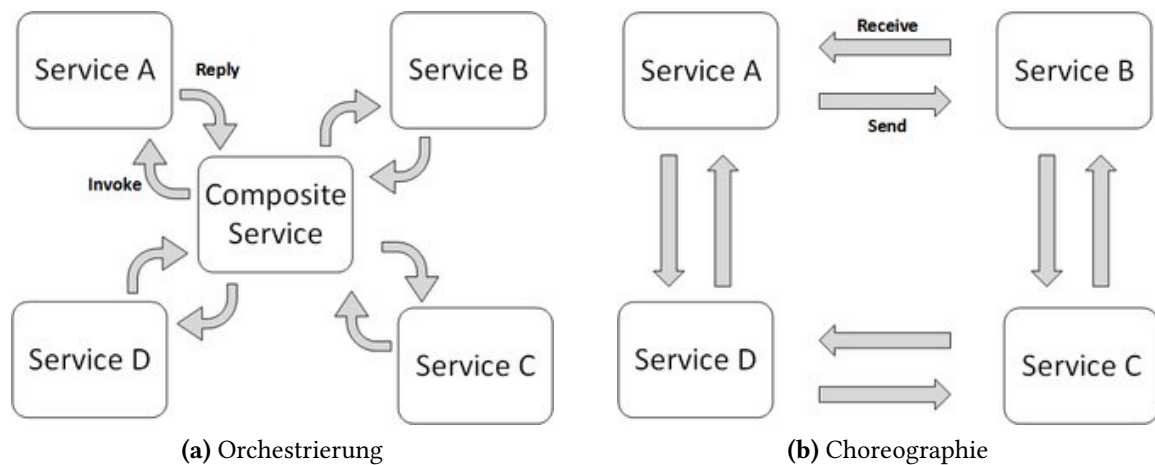 Service A
Reply
Service B
Invoke
Composite
Service
Service D
Service C
(a) Orchestrierung
Receive
Service A
Service B
Send
Service D
Service C
(b) Choreographie